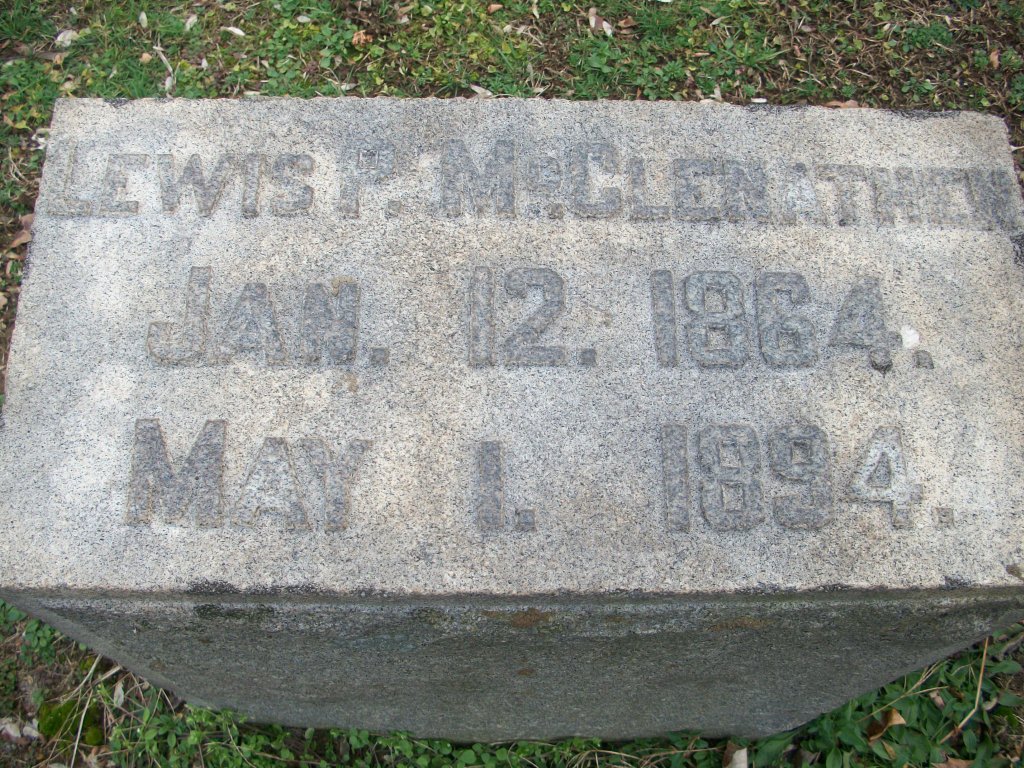 LEWIS P. McCLENATHEN
JAN. 12. 1864.
MAY 1. 1894.